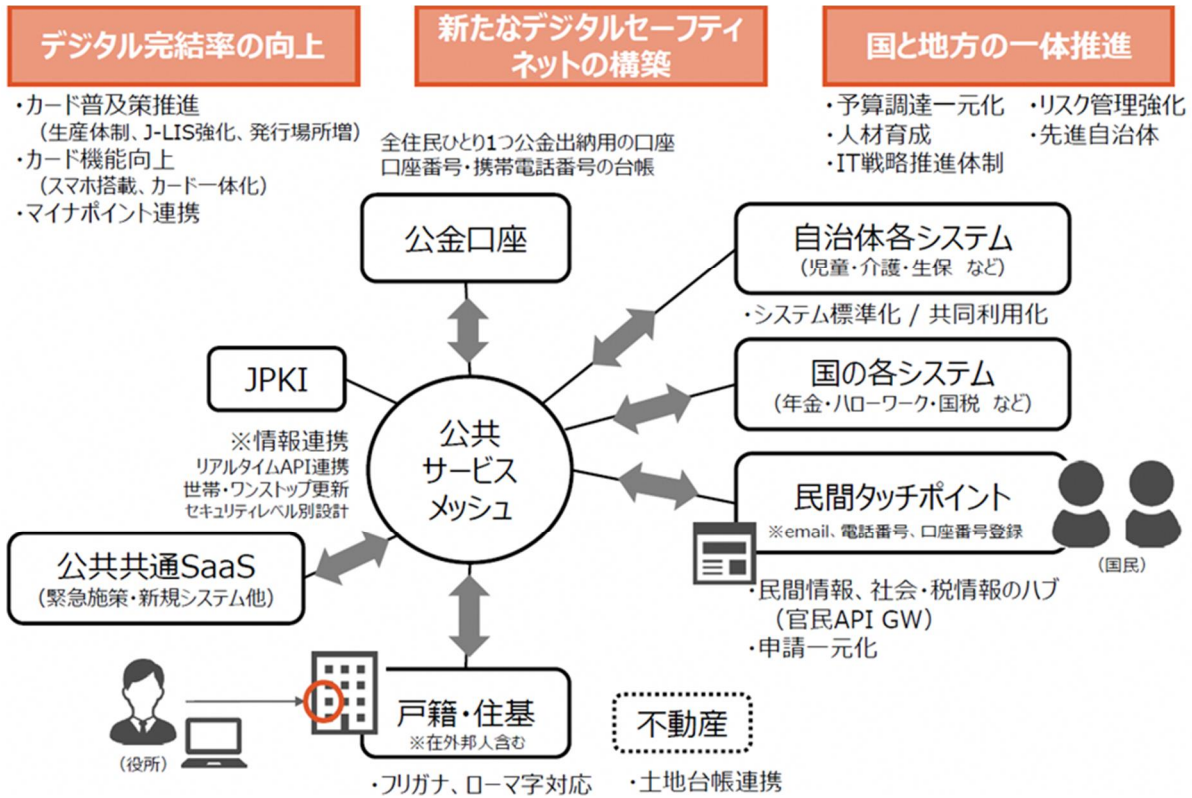 デジタル完結率の向上
・カード普及策推進
（生産体制、J-LIS強化、発行場所増）
・カード機能向上
（スマホ搭載、カード一体化）
・マイナポイント連携
新たなデジタルセーフティ
ネットの構築
全住民ひとり1つ公金出納用の口座
口座番号・携帯電話番号の台帳
国と地方の一体推進
・予算調達一元化 ・リスク管理強化
・人材育成 ・先進自治体
・IT戦略推進体制
公金口座
自治体各システム
（児童・介護・生保 など）
・システム標準化 / 共同利用化
JPKI
国の各システム
（年金・ハローワーク・国税 など）
※情報連携
リアルタイムAPI連携
世帯・ワンストップ更新
セキュリティレベル別設計
公共
サービス
メッシュ
民間タッチポイント
※email、電話番号、口座番号登録
（国民）
・民間情報、社会・税情報のハブ
（官民API GW）
・申請一元化
公共共通SaaS
（緊急施策・新規システム他）
（役所）
戸籍・住基
※在外邦人含む
・フリガナ、ローマ字対応
不動産
・土地台帳連携